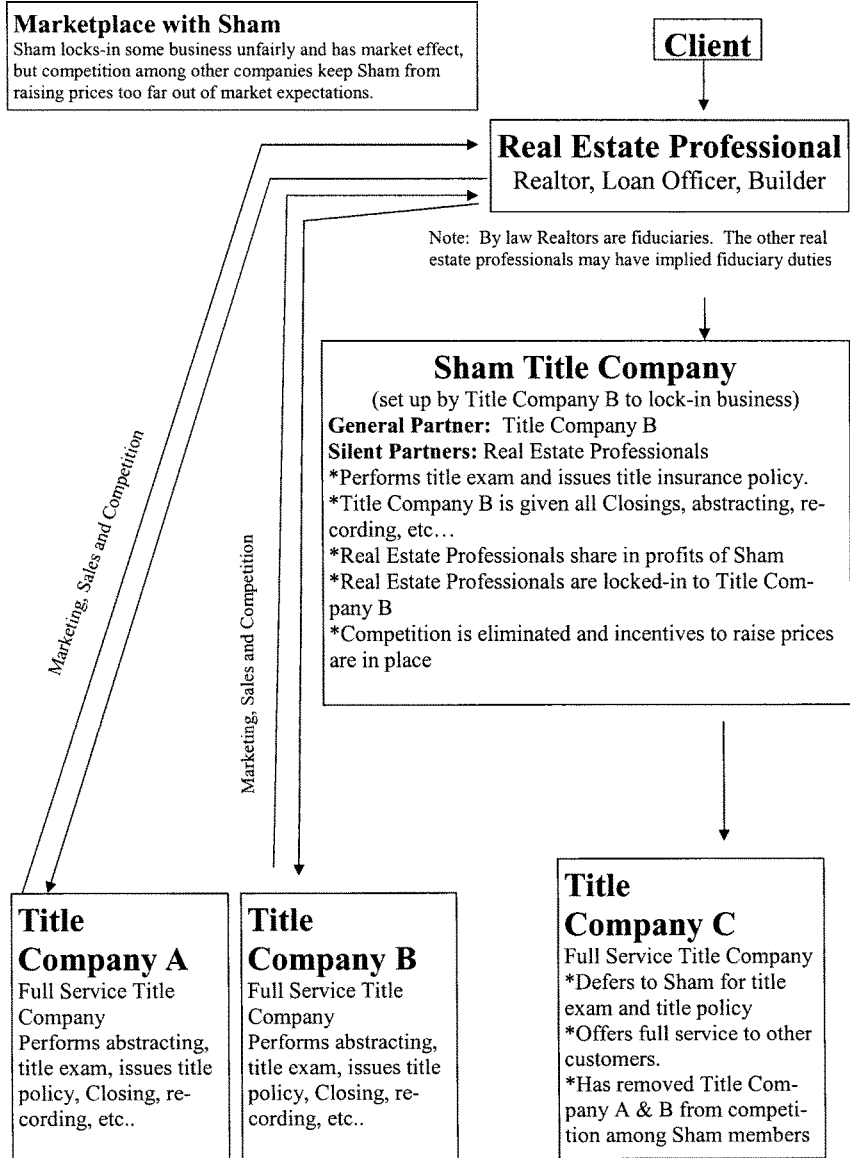 Marketplace with Sham
Sham locks-in some business unfairly and has market effect,
but competition among other companies keep Sham from
raising prices too far out of market expectations.
Client
Real Estate Professional
Realtor, Loan Officer, Builder
Note: By law Realtors are fiduciaries. The other real
estate professionals may have implied fiduciary duties
Sham Title Company
(set up by Title Company B to lock-in business)
General Partner: Title Company B
Silent Partners: Real Estate Professionals
*Performs title exam and issues title insurance policy.
*Title Company B is given all Closings, abstracting, re-
cording, etc…
*Real Estate Professionals share in profits of Sham
*Real Estate Professionals are locked-in to Title Com-
pany B
*Competition is eliminated and incentives to raise prices
are in place
Marketing, Sales and Competition
Marketing, Sales and Competition
Title
Company A
Full Service Title
Company
Performs abstracting,
title exam, issues title
policy, Closing, re-
cording, etc..
Title
Company B
Full Service Title
Company
Performs abstracting,
title exam, issues title
policy, Closing, re-
cording, etc..
Title
Company C
Full Service Title Company
*Defers to Sham for title
exam and title policy
*Offers full service to other
customers.
*Has removed Title Com-
pany A & B from competi-
tion among Sham members